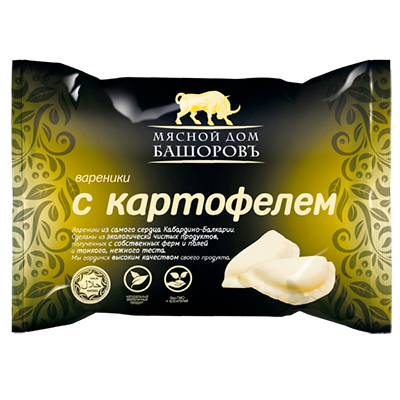 МЯСНОЙ ДОМ
БАШОРОВЪ
вареники
с картофелем
Вареники из самого сердца Кабардино-Балкарии.
Сделаны из экологически чистых продуктов,
полученных с собственных ферм и полей
и тонкого, нежного теста.
Мы гордимся высоким качеством своего продукта.